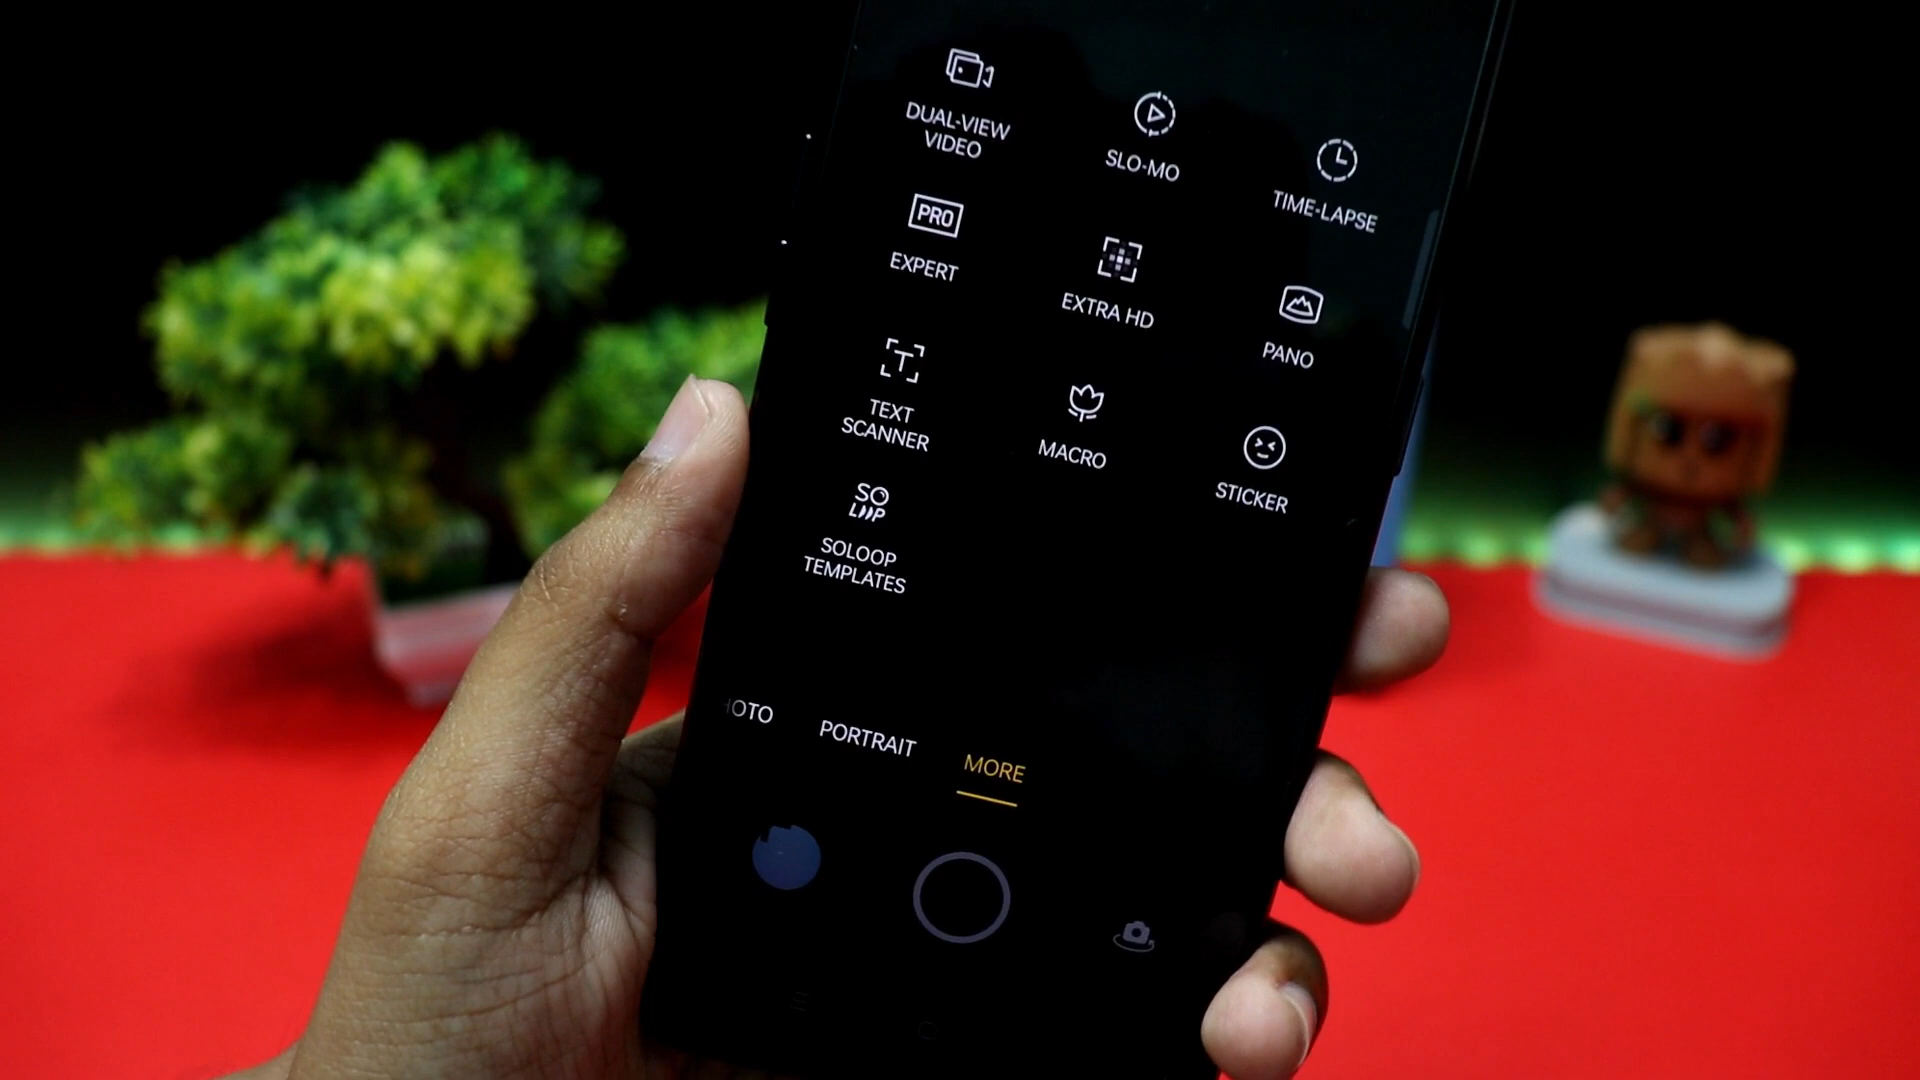 DUAL-VIEW
VIDEO
SLO-MO
TIME-LAPSE
PRO
EXPERT
EXTRA HD
PANO
T
TEXT
SCANNER
MACRO
STICKER
SO
LOOP
SOLOOP
TEMPLATES
HOTO
PORTRAIT
MORE